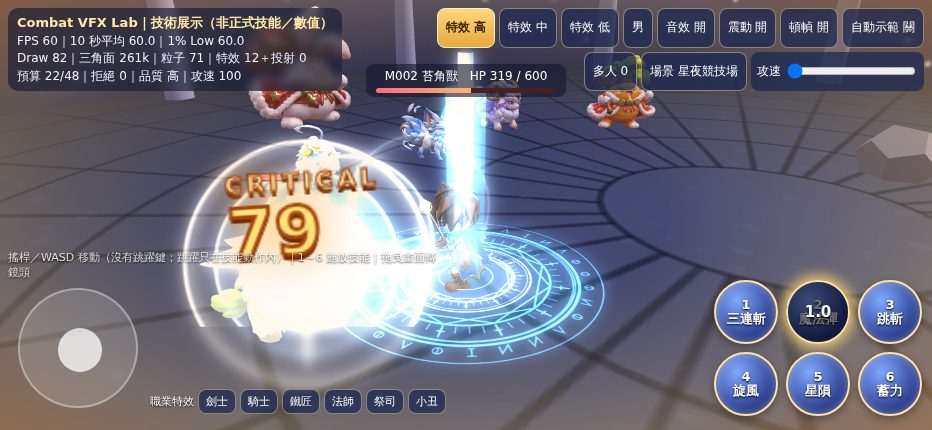 Combat VFX Lab｜技術展示（非正式技能／數值）
FPS 60｜10 秒平均 60.0｜1% Low 60.0
Draw 82｜三角面 261k｜粒子 71｜特效 12＋投射 0
預算 22/48｜拒絕 0｜品質 高｜攻速 100
特效 高
特效 中
特效 低
男
音效 開
震動 開
頓幀 開
自動示範 關
多人 0
場景 星夜競技場
攻速
M002 苔角獸 HP 319 / 600
CRITICAL
79
搖桿／WASD 移動（沒有跳躍鍵；跳躍只在技能動作內）｜1～6 施放技能｜拖曳畫面轉
鏡頭
1
三連斬
2
1.0
魔法彈
3
跳斬
4
旋風
5
星隕
6
蓄力
職業特效
劍士
騎士
鐵匠
法師
祭司
小丑